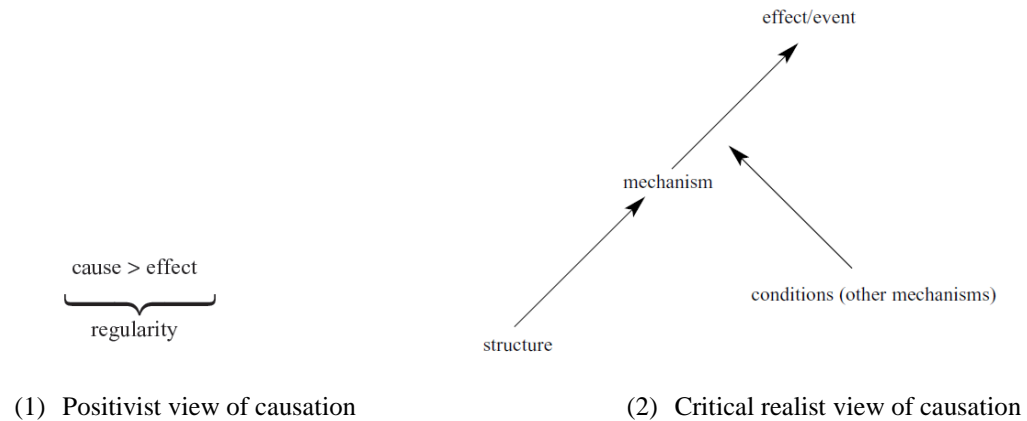 effect/event
mechanism
cause > effect
conditions (other mechanisms)
regularity
structure
(1) Positivist view of causation
(2) Critical realist view of causation